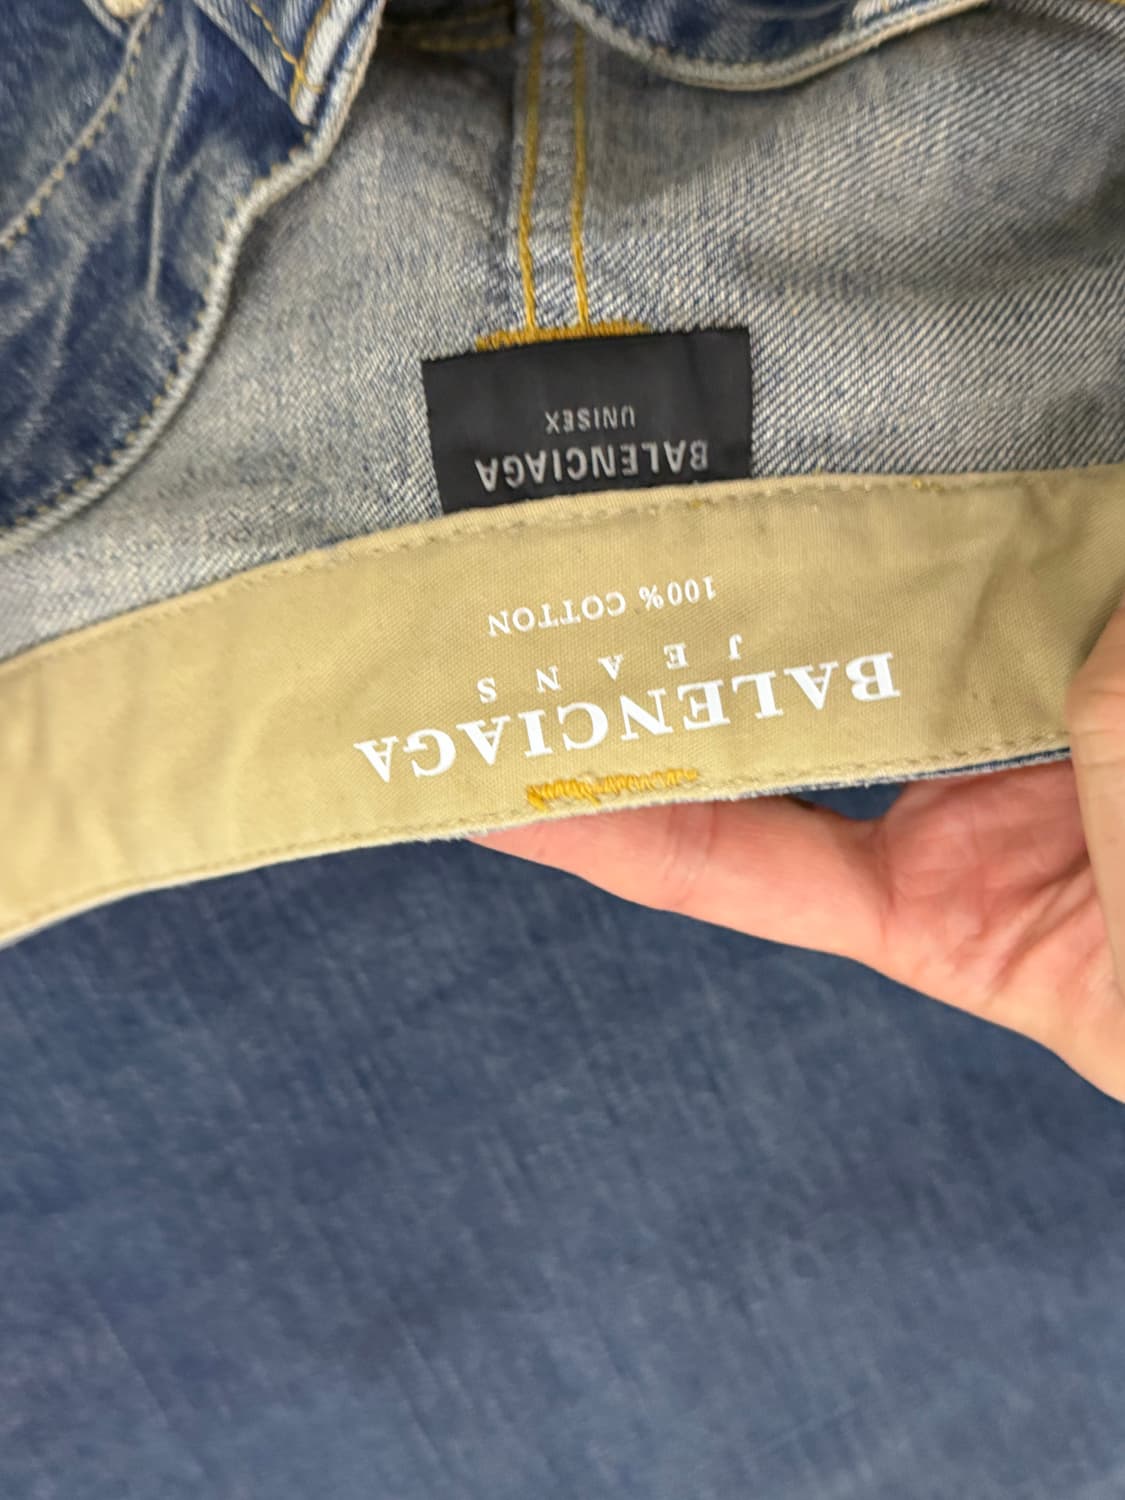 BALENCIAGA
JEANS
100% COTTON
BALENCIAGA
UNISEX